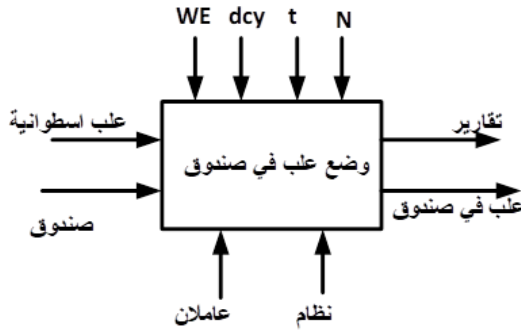 WE dcy t N
علب اسطوانية
تقارير
وضع علب في صندوق
علب في صندوق
صندوق
عاملان
نظام